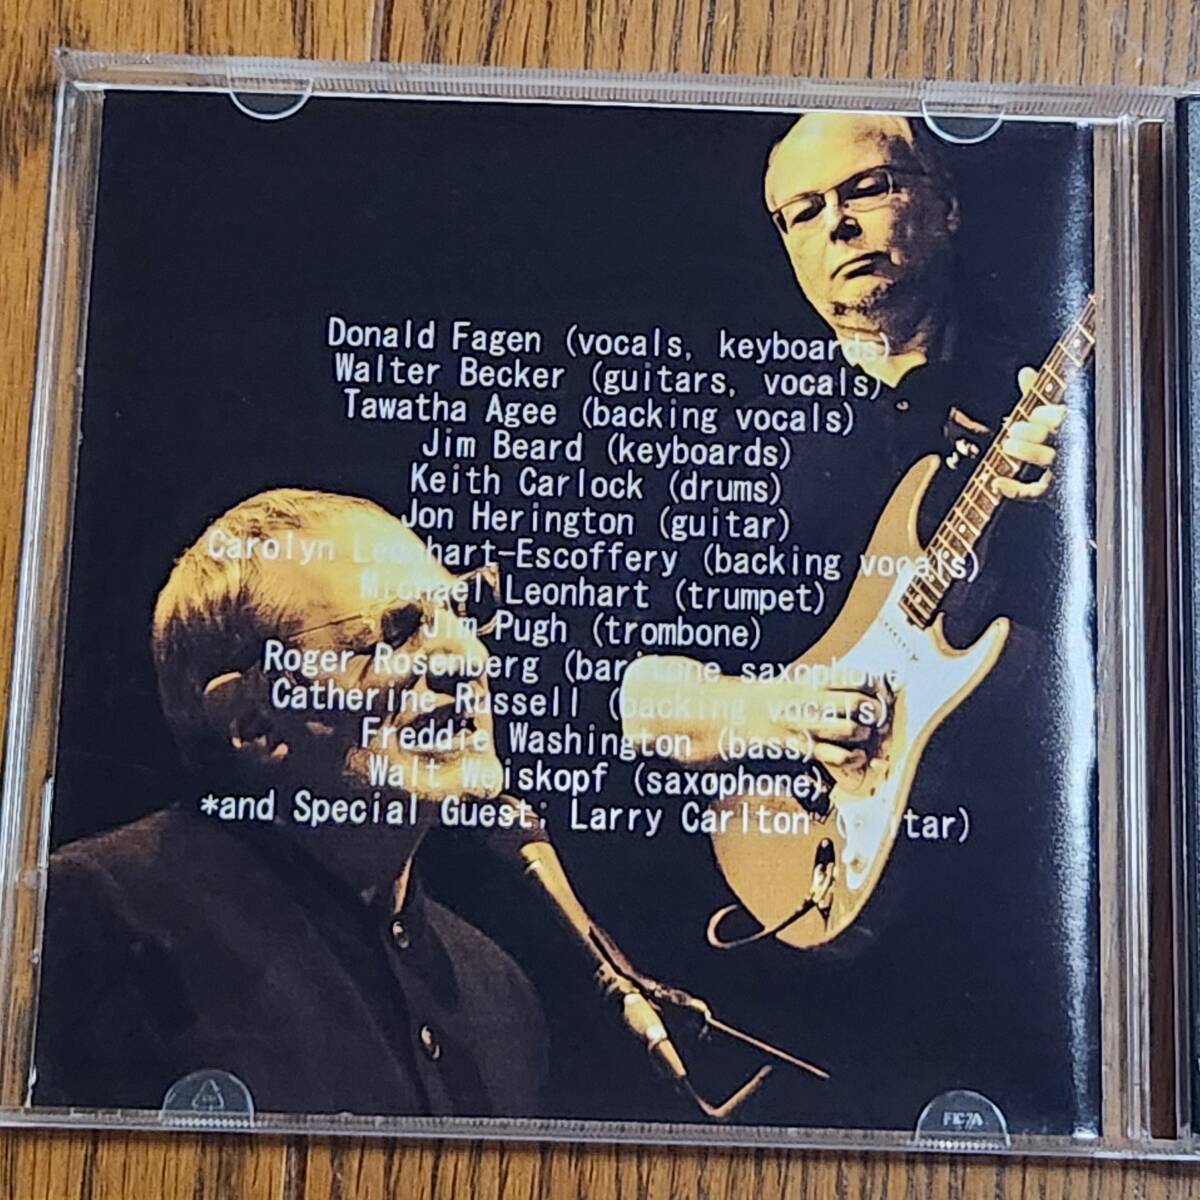 Donald Fagen (vocals, keyboards)
Walter Becker (guitars, vocals)
Tawatha Agee (backing vocals)
Jim Beard (keyboards)
Keith Carlock (drums)
Jon Herington (guitar)
Carolyn Leonhart-Escoffery (backing vocals)
Michael Leonhart (trumpet)
Jim Pugh (trombone)
Roger Rosenberg (baritone saxophone
Catherine Russell (backing vocals)
Freddie Washington (bass)
Walt Weiskopf (saxophone)
*and Special Guest; Larry Carlton (guitar)